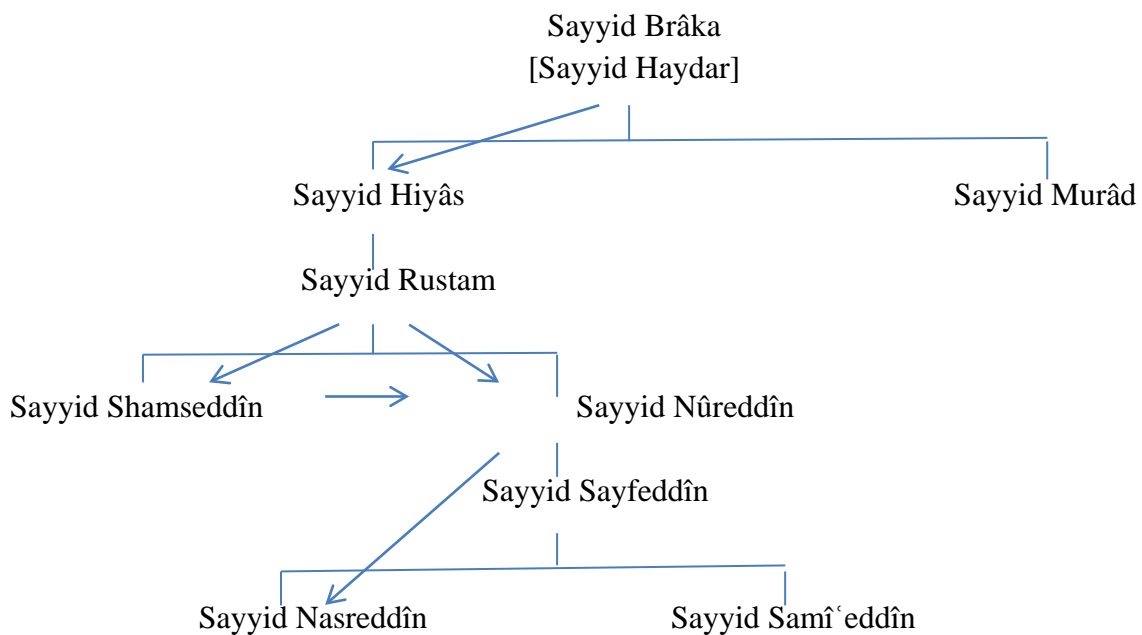 Sayyid Brâka
[Sayyid Haydar]
Sayyid Hiyâs
Sayyid Murâd
Sayyid Rustam
Sayyid Shamseddîn
Sayyid Nûreddîn
Sayyid Sayfeddîn
Sayyid Nasreddîn
Sayyid Samîʿeddîn